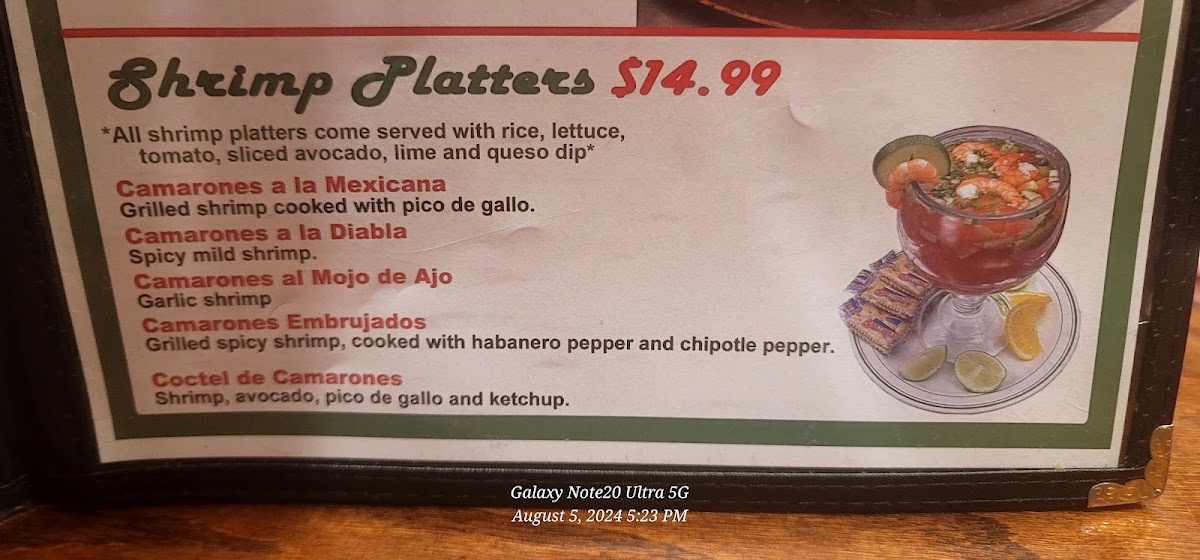 Shrimp Platters $14.99
*All shrimp platters come served with rice, lettuce,
tomato, sliced avocado, lime and queso dip*
Camarones a la Mexicana
Grilled shrimp cooked with pico de gallo.
Camarones a la Diabla
Spicy mild shrimp.
Camarones al Mojo de Ajo
Garlic shrimp
Camarones Embrujados
Grilled spicy shrimp, cooked with habanero pepper and chipotle pepper.
Coctel de Camarones
Shrimp, avocado, pico de gallo and ketchup.
Galaxy Note20 Ultra 5G
August 5, 2024 5:23 PM